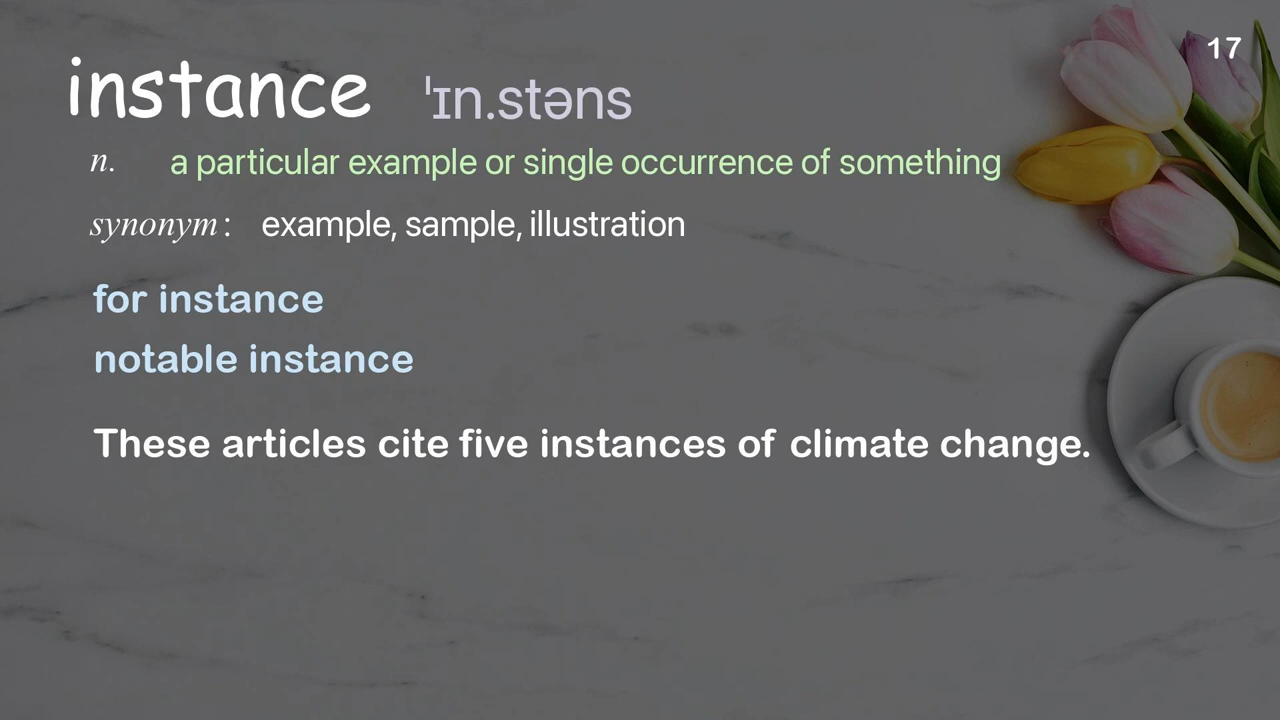 17
instance ˈɪn.stəns
n. a particular example or single occurrence of something
synonym: example, sample, illustration
for instance
notable instance
These articles cite five instances of climate change.